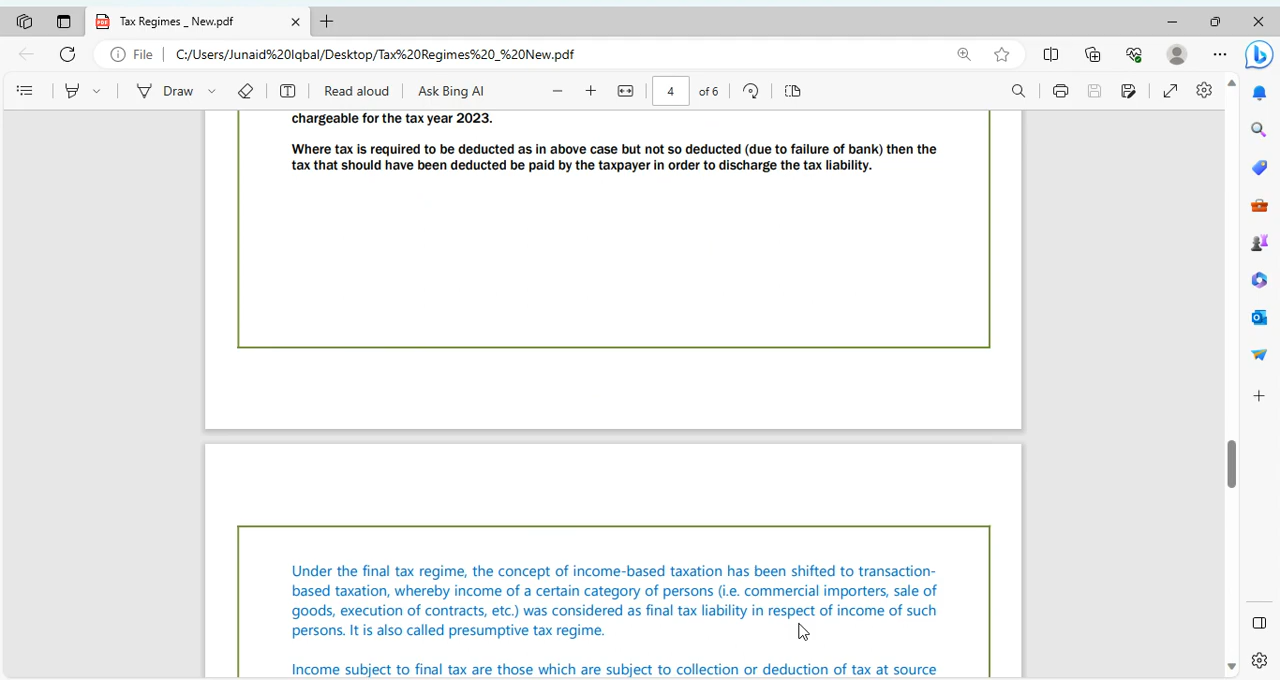 Tax Regimes _ New.pdf
File
C:/Users/Junaid%20Iqbal/Desktop/Tax%20Regimes%20_%20New.pdf
Draw
Read aloud
Ask Bing AI
4
of 6
chargeable for the tax year 2023.
Where tax is required to be deducted as in above case but not so deducted (due to failure of bank) then the
tax that should have been deducted be paid by the taxpayer in order to discharge the tax liability.
Under the final tax regime, the concept of income-based taxation has been shifted to transaction-
based taxation, whereby income of a certain category of persons (i.e. commercial importers, sale of
goods, execution of contracts, etc.) was considered as final tax liability in respect of income of such
persons. It is also called presumptive tax regime.
Income subject to final tax are those which are subject to collection or deduction of tax at source